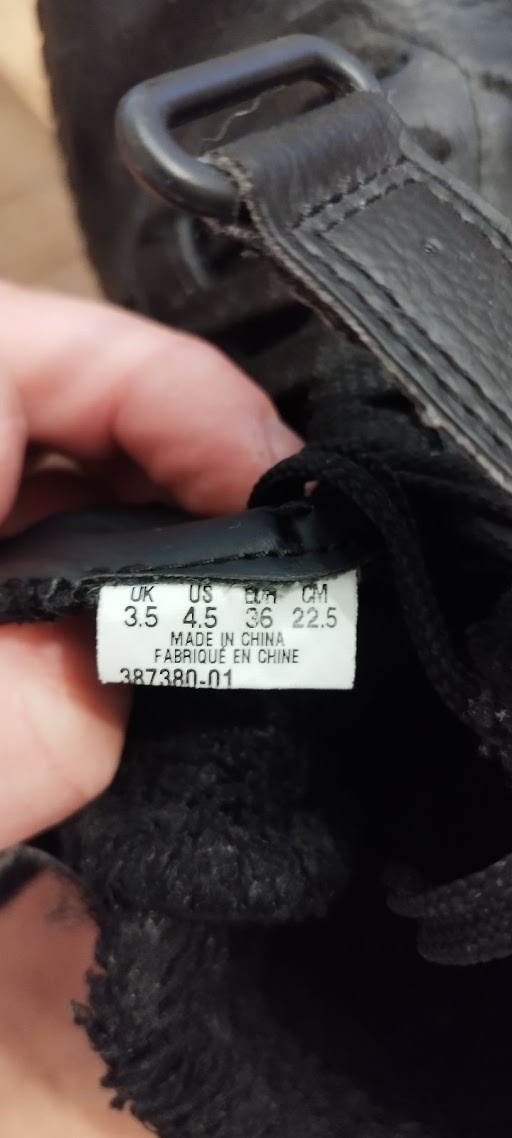 UK US EUR CM
3.5 4.5 36 22.5
MADE IN CHINA
FABRIQUÉ EN CHINE
387380-01